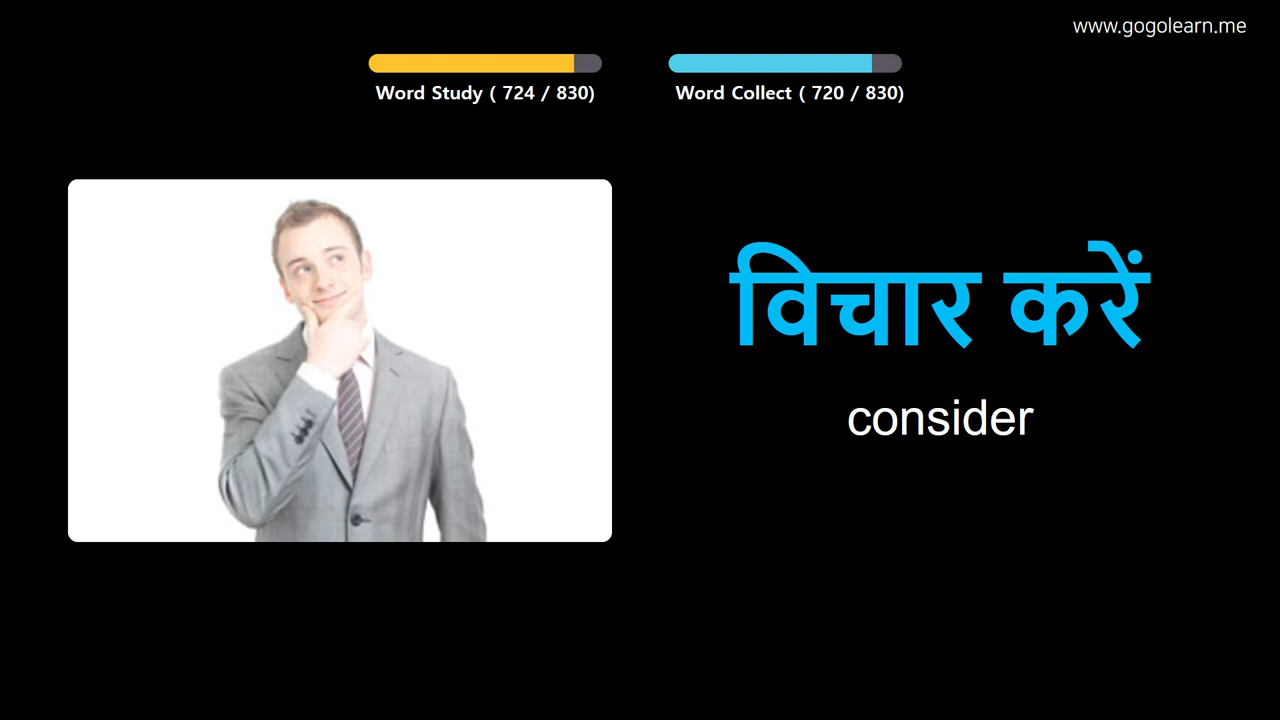 www.gogolearn.me
Word Study ( 724 / 830)
Word Collect ( 720 / 830)
विचार करें
consider